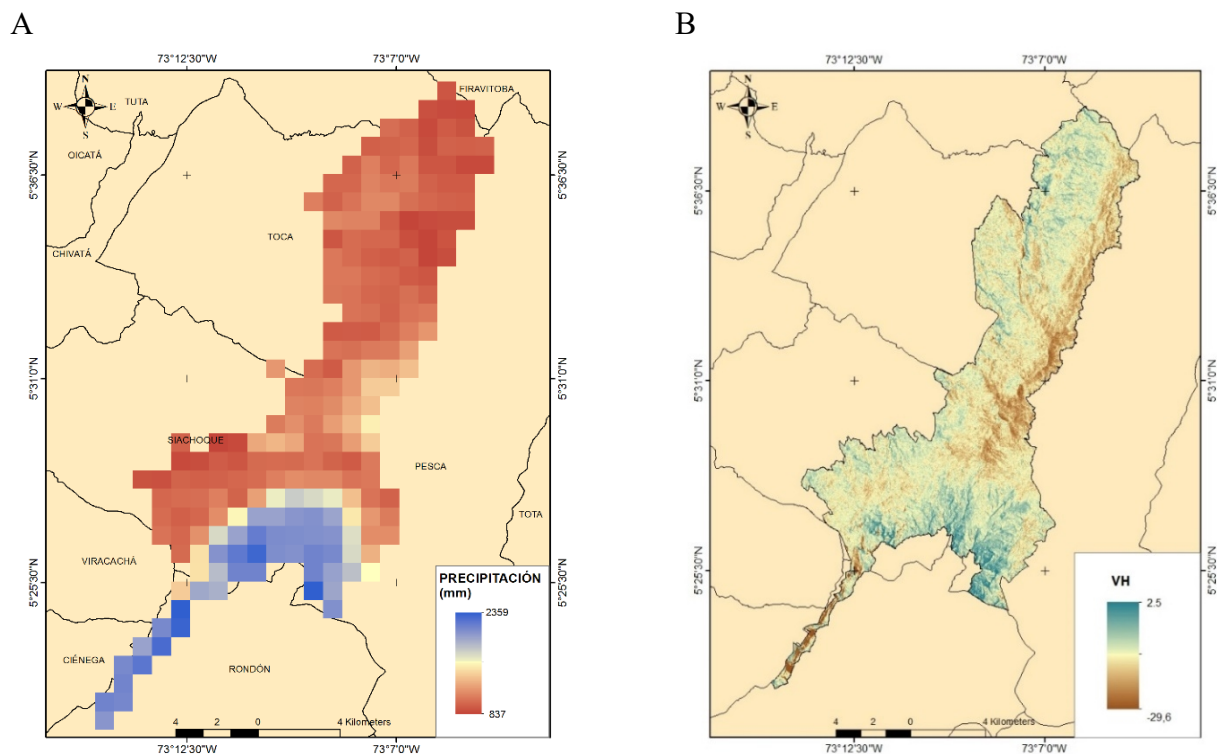 A
73°12'30"W 73°7'0"W
N
W E
S
TUTA
FIRAVITOBA
OICATÁ
5°36'30"N 5°36'30"N
TOCA
CHIVATÁ
5°31'0"N 5°31'0"N
SIACHOQUE
PESCA
TOTA
VIRACACHÁ
5°25'30"N 5°25'30"N
PRECIPITACIÓN
(mm)
2359
837
CIÉNEGA
RONDÓN
4 2 0 4 Kilometers
73°12'30"W 73°7'0"W
B
73°12'30"W 73°7'0"W
N
W E
S
5°36'30"N 5°36'30"N
5°31'0"N 5°31'0"N
5°25'30"N 5°25'30"N
VH
2.5
-29,6
4 2 0 4 Kilometers
73°12'30"W 73°7'0"W